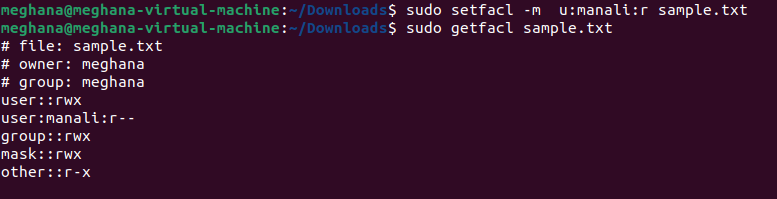 meghana@meghana-virtual-machine:~/Downloads$ sudo setfacl -m  u:manali:r sample.txt
meghana@meghana-virtual-machine:~/Downloads$ sudo getfacl sample.txt
# file: sample.txt
# owner: meghana
# group: meghana
user::rwx
user:manali:r--
group::rwx
mask::rwx
other::r-x